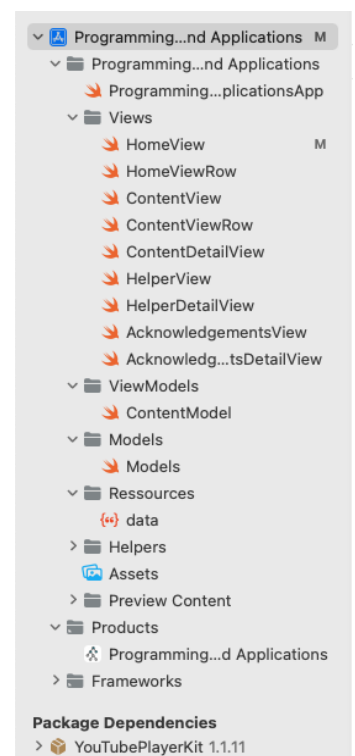 Programming...nd Applications M
Programming...nd Applications
Programming...plicationsApp
Views
HomeView M
HomeViewRow
ContentView
ContentViewRow
ContentDetailView
HelperView
HelperDetailView
AcknowledgementsView
Acknowledg...tsDetailView
ViewModels
ContentModel
Models
Models
Ressources
data
Helpers
Assets
Preview Content
Products
Programming...d Applications
Frameworks
Package Dependencies
YouTubePlayerKit 1.1.11